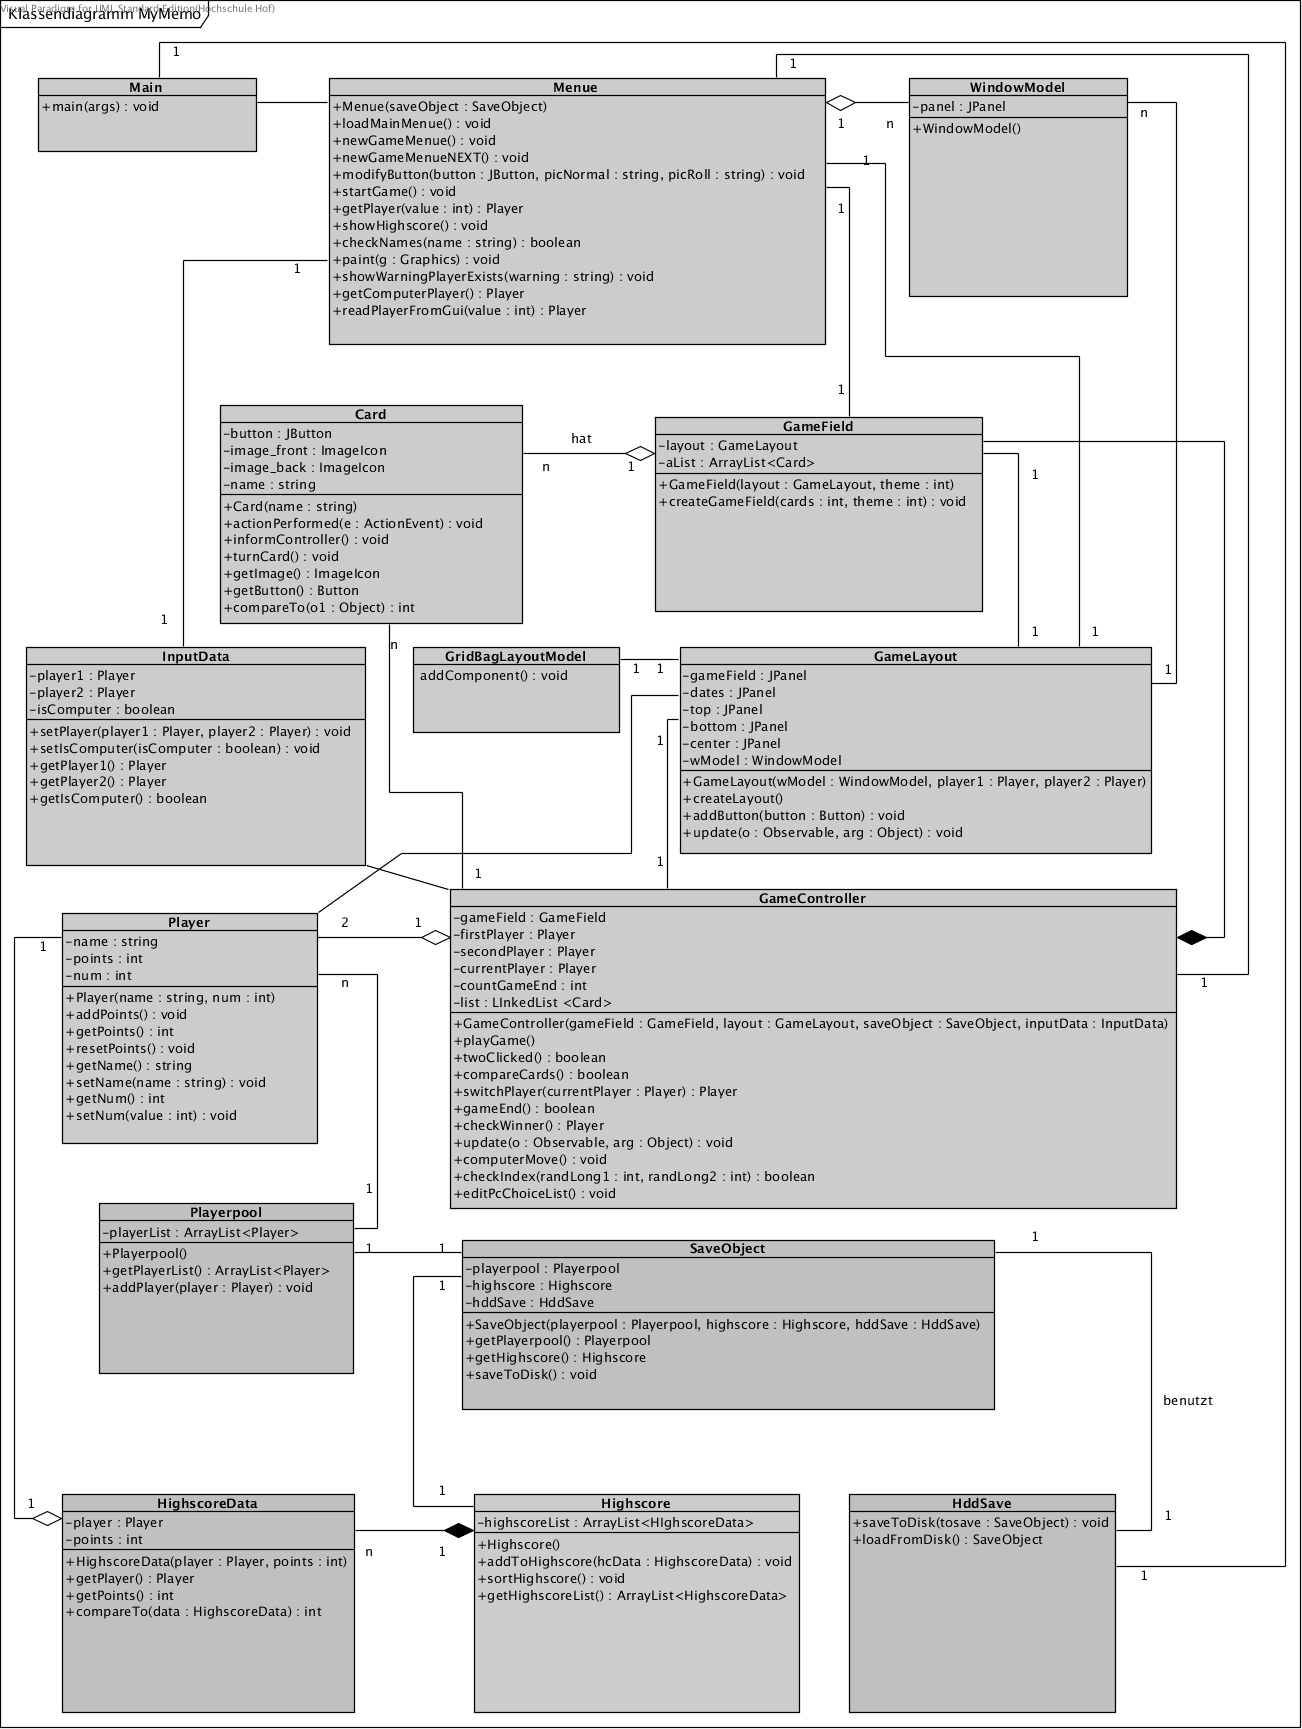 Visual Paradigm for UML Standard Edition(Hochschule Hof)
Klassendiagramm MyMemo
1
1
Main
+main(args) : void
Menue
+Menue(saveObject : SaveObject)
+loadMainMenue() : void
+newGameMenue() : void
+newGameMenueNEXT() : void
+modifyButton(button : JButton, picNormal : string, picRoll : string) : void
+startGame() : void
+getPlayer(value : int) : Player
+showHighscore() : void
+checkNames(name : string) : boolean
+paint(g : Graphics) : void
+showWarningPlayerExists(warning : string) : void
+getComputerPlayer() : Player
+readPlayerFromGui(value : int) : Player
WindowModel
-panel : JPanel
+WindowModel()
1
n
n
1
1
1
1
Card
-button : JButton
-image_front : ImageIcon
-image_back : ImageIcon
-name : string
+Card(name : string)
+actionPerformed(e : ActionEvent) : void
+informController() : void
+turnCard() : void
+getImage() : ImageIcon
+getButton() : Button
+compareTo(o1 : Object) : int
hat
n
1
GameField
-layout : GameLayout
-aList : ArrayList<Card>
+GameField(layout : GameLayout, theme : int)
+createGameField(cards : int, theme : int) : void
1
1
1
1
n
1
InputData
-player1 : Player
-player2 : Player
-isComputer : boolean
+setPlayer(player1 : Player, player2 : Player) : void
+setIsComputer(isComputer : boolean) : void
+getPlayer1() : Player
+getPlayer2() : Player
+getIsComputer() : boolean
GridBagLayoutModel
addComponent() : void
1
1
GameLayout
-gameField : JPanel
-dates : JPanel
-top : JPanel
-bottom : JPanel
-center : JPanel
-wModel : WindowModel
+GameLayout(wModel : WindowModel, player1 : Player, player2 : Player)
+createLayout()
+addButton(button : Button) : void
+update(o : Observable, arg : Object) : void
1
1
1
GameController
-gameField : GameField
-firstPlayer : Player
-secondPlayer : Player
-currentPlayer : Player
-countGameEnd : int
-list : LInkedList <Card>
+GameController(gameField : GameField, layout : GameLayout, saveObject : SaveObject, inputData : InputData)
+playGame()
+twoClicked() : boolean
+compareCards() : boolean
+switchPlayer(currentPlayer : Player) : Player
+gameEnd() : boolean
+checkWinner() : Player
+update(o : Observable, arg : Object) : void
+computerMove() : void
+checkIndex(randLong1 : int, randLong2 : int) : boolean
+editPcChoiceList() : void
1
2
1
1
n
Player
-name : string
-points : int
-num : int
+Player(name : string, num : int)
+addPoints() : void
+getPoints() : int
+resetPoints() : void
+getName() : string
+setName(name : string) : void
+getNum() : int
+setNum(value : int) : void
1
Playerpool
-playerList : ArrayList<Player>
+Playerpool()
+getPlayerList() : ArrayList<Player>
+addPlayer(player : Player) : void
1
1
1
SaveObject
-playerpool : Playerpool
-highscore : Highscore
-hddSave : HddSave
+SaveObject(playerpool : Playerpool, highscore : Highscore, hddSave : HddSave)
+getPlayerpool() : Playerpool
+getHighscore() : Highscore
+saveToDisk() : void
1
benutzt
1
1
HighscoreData
-player : Player
-points : int
+HighscoreData(player : Player, points : int)
+getPlayer() : Player
+getPoints() : int
+compareTo(data : HighscoreData) : int
n
1
Highscore
-highscoreList : ArrayList<HIghscoreData>
+Highscore()
+addToHighscore(hcData : HighscoreData) : void
+sortHighscore() : void
+getHighscoreList() : ArrayList<HighscoreData>
HddSave
+saveToDisk(tosave : SaveObject) : void
+loadFromDisk() : SaveObject
1
1